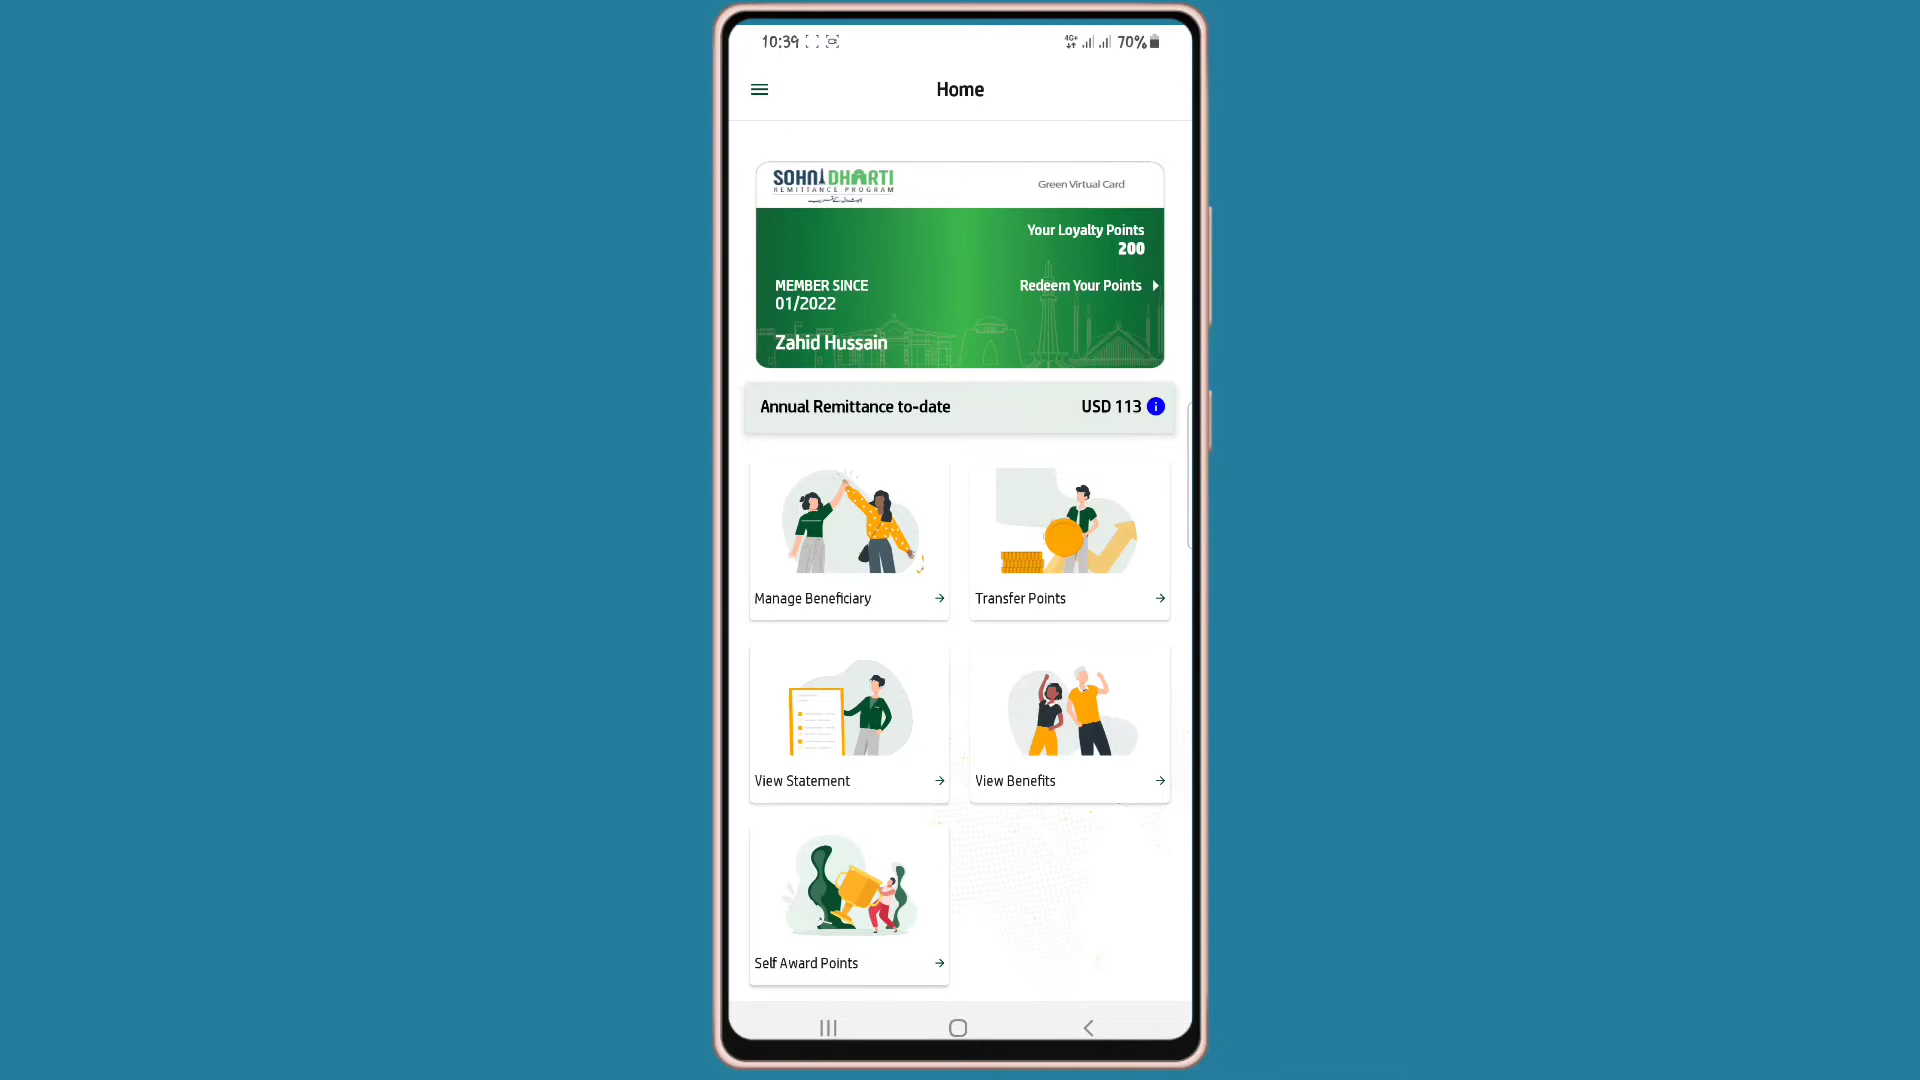 10:39
4G+ 70%
Home
SOHNI DHARTI
REMITTANCE PROGRAM
Green Virtual Card
Your Loyalty Points
200
MEMBER SINCE
01/2022
Redeem Your Points
Zahid Hussain
Annual Remittance to-date USD 113
Manage Beneficiary
Transfer Points
View Statement
View Benefits
Self Award Points